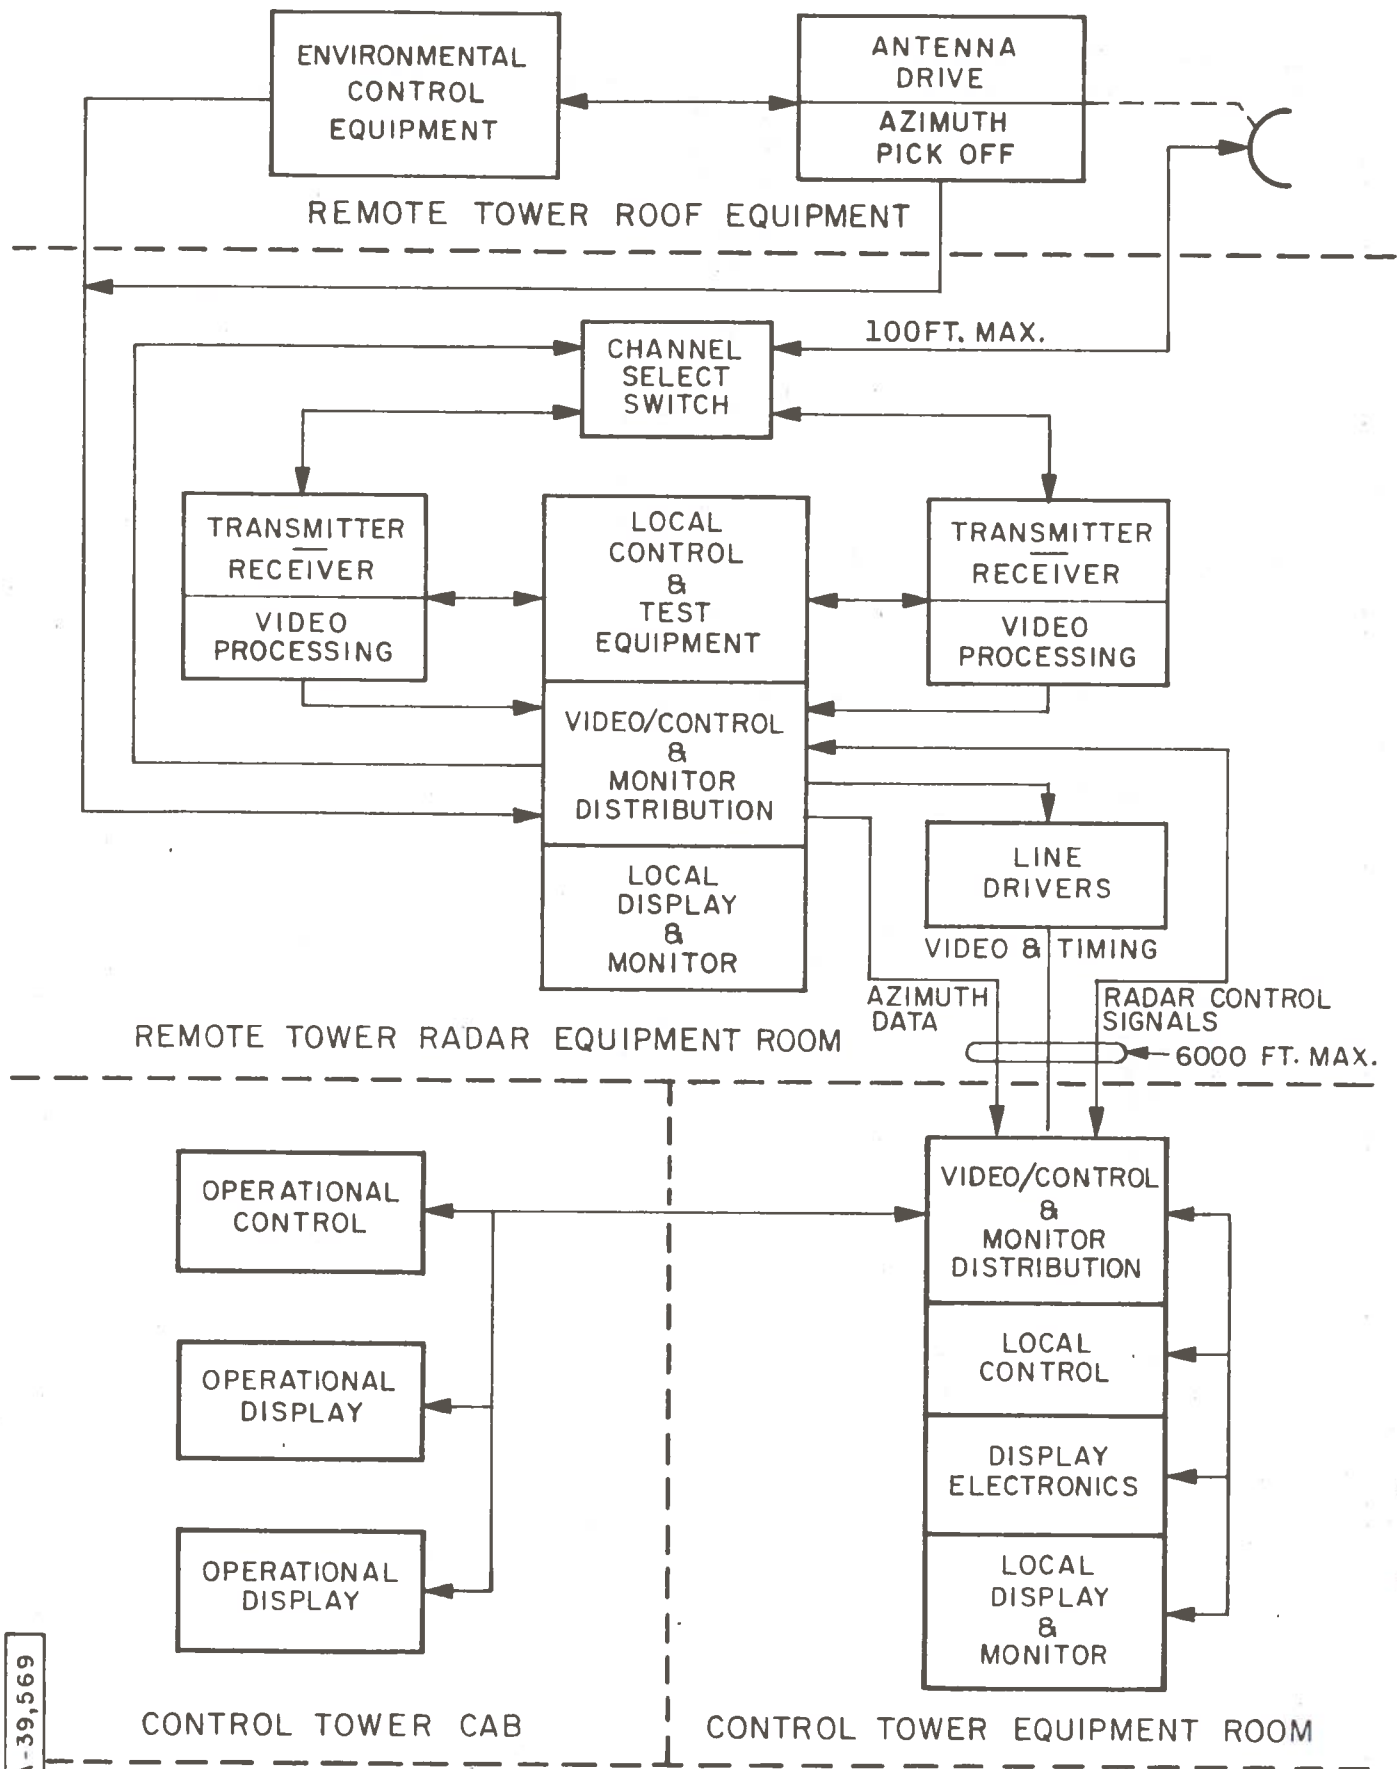 ENVIRONMENTAL
CONTROL
EQUIPMENT
ANTENNA
DRIVE
AZIMUTH
PICK OFF
REMOTE TOWER ROOF EQUIPMENT
CHANNEL
SELECT
SWITCH
100FT. MAX.
TRANSMITTER
RECEIVER
VIDEO
PROCESSING
LOCAL
CONTROL
&
TEST
EQUIPMENT
TRANSMITTER
RECEIVER
VIDEO
PROCESSING
VIDEO/CONTROL
&
MONITOR
DISTRIBUTION
LINE
DRIVERS
LOCAL
DISPLAY
&
MONITOR
VIDEO & TIMING
AZIMUTH
DATA
RADAR CONTROL
SIGNALS
6000 FT. MAX.
REMOTE TOWER RADAR EQUIPMENT ROOM
OPERATIONAL
CONTROL
OPERATIONAL
DISPLAY
OPERATIONAL
DISPLAY
VIDEO/CONTROL
&
MONITOR
DISTRIBUTION
LOCAL
CONTROL
DISPLAY
ELECTRONICS
LOCAL
DISPLAY
&
MONITOR
CONTROL TOWER CAB
CONTROL TOWER EQUIPMENT ROOM
-39,569